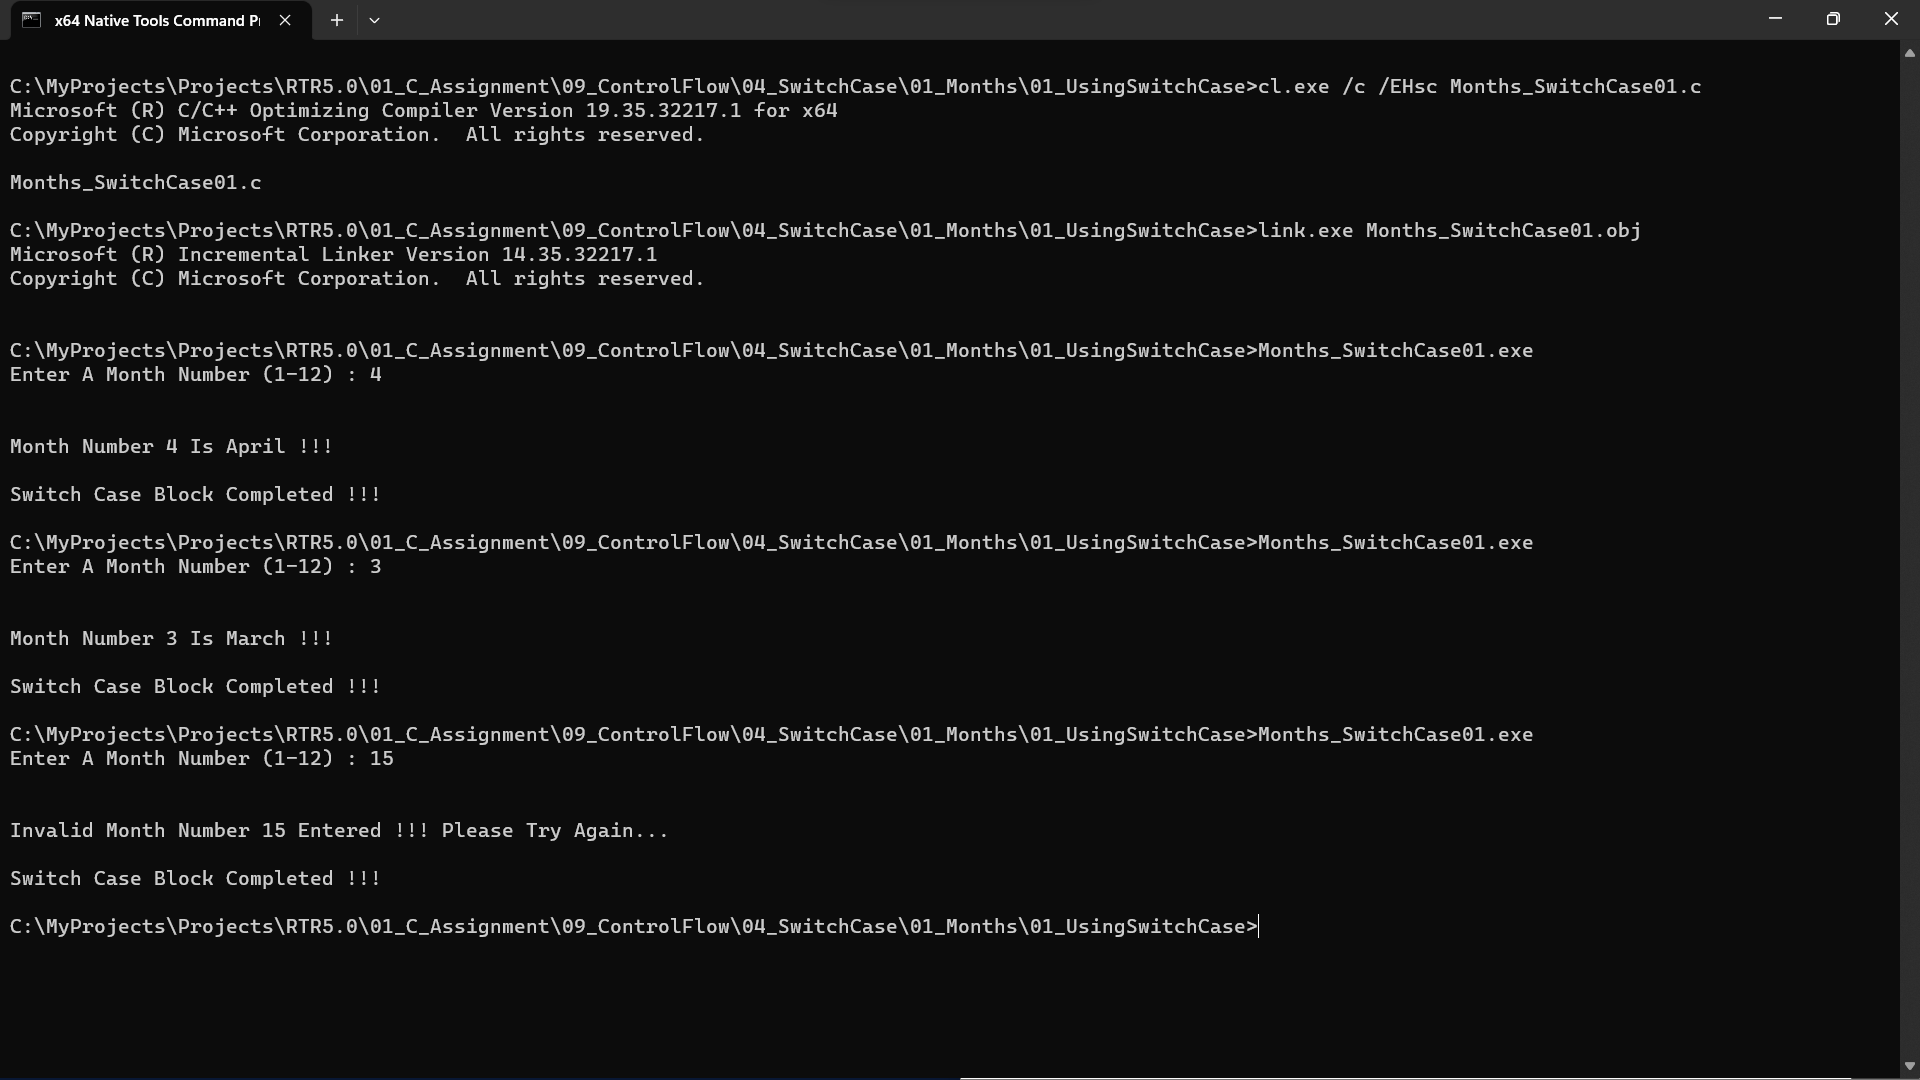 x64 Native Tools Command P
C:\MyProjects\Projects\RTR5.0\01_C_Assignment\09_ControlFlow\04_SwitchCase\01_Months\01_UsingSwitchCase>cl.exe /c /EHsc Months_SwitchCase01.c
Microsoft (R) C/C++ Optimizing Compiler Version 19.35.32217.1 for x64
Copyright (C) Microsoft Corporation.  All rights reserved.
Months_SwitchCase01.c
C:\MyProjects\Projects\RTR5.0\01_C_Assignment\09_ControlFlow\04_SwitchCase\01_Months\01_UsingSwitchCase>link.exe Months_SwitchCase01.obj
Microsoft (R) Incremental Linker Version 14.35.32217.1
Copyright (C) Microsoft Corporation.  All rights reserved.
C:\MyProjects\Projects\RTR5.0\01_C_Assignment\09_ControlFlow\04_SwitchCase\01_Months\01_UsingSwitchCase>Months_SwitchCase01.exe
Enter A Month Number (1-12) : 4
Month Number 4 Is April !!!
Switch Case Block Completed !!!
C:\MyProjects\Projects\RTR5.0\01_C_Assignment\09_ControlFlow\04_SwitchCase\01_Months\01_UsingSwitchCase>Months_SwitchCase01.exe
Enter A Month Number (1-12) : 3
Month Number 3 Is March !!!
Switch Case Block Completed !!!
C:\MyProjects\Projects\RTR5.0\01_C_Assignment\09_ControlFlow\04_SwitchCase\01_Months\01_UsingSwitchCase>Months_SwitchCase01.exe
Enter A Month Number (1-12) : 15
Invalid Month Number 15 Entered !!! Please Try Again...
Switch Case Block Completed !!!
C:\MyProjects\Projects\RTR5.0\01_C_Assignment\09_ControlFlow\04_SwitchCase\01_Months\01_UsingSwitchCase>